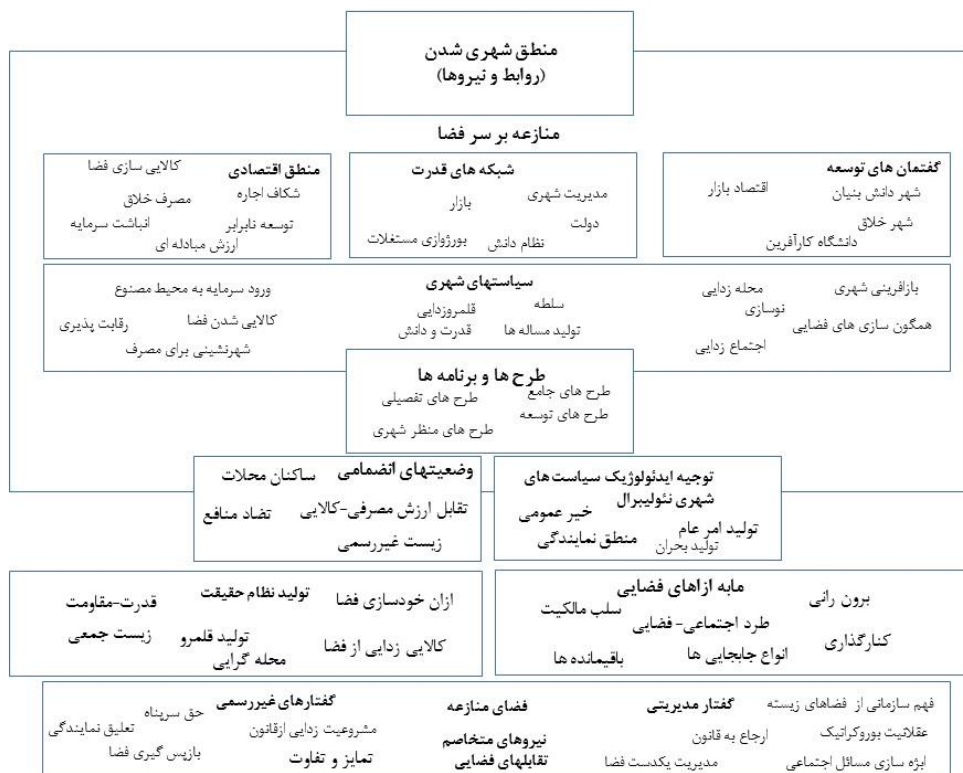 منطق شهری شدن
(روابط و نیروها)
منازعه بر سر فضا
گفتمان های توسعه
شهر دانش بنیان
اقتصاد بازار
شهر خلاق
دانشگاه کارآفرین
شبکه های قدرت
مدیریت شهری
بازار
دولت
نظام دانش
بورژوازی مستغلات
کالایی سازی فضا
منطق اقتصادی
شکاف اجاره
مصرف خلاق
توسعه نابرابر
انباشت سرمایه
ارزش مبادله ای
سیاستهای شهری
بازآفرینی شهری
محله زدایی
نوسازی
همگون سازی های فضایی
اجتماع زدایی
سلطه
قلمروزدایی
تولید مساله ها
قدرت و دانش
ورود سرمایه به محیط مصنوع
کالایی شدن فضا
رقابت پذیری
شهرنشینی برای مصرف
طرح ها و برنامه ها
طرح های جامع
طرح های تفصیلی
طرح های توسعه
طرح های منظر شهری
توجیه ایدئولوژیک سیاست های
شهری نئولیبرال
خیر عمومی
تولید امر عام
منطق نمایندگی
تولید بحران
وضعیتهای انضمامی
ساکنان محلات
تقابل ارزش مصرفی-کالایی
تضاد منافع
زیست غیررسمی
مابه ازاهای فضایی
برون رانی
سلب مالکیت
طرد اجتماعی- فضایی
کنارگذاری
انواع جابجایی ها
باقیمانده ها
ازان خودسازی فضا
تولید نظام حقیقت
قدرت-مقاومت
کالایی زدایی از فضا
تولید قلمرو
زیست جمعی
محله گرایی
فهم سازمانی از فضاهای زیسته
گفتار مدیریتی
عقلانیت بوروکراتیک
ارجاع به قانون
ابژه سازی مسائل اجتماعی
مدیریت یکدست فضا
فضای منازعه
نیروهای متخاصم
تقابلهای فضایی
گفتارهای غیررسمی
حق سرپناه
مشروعیت زدایی ازقانون
تعلیق نمایندگی
تمایز و تفاوت
بازپس گیری فضا